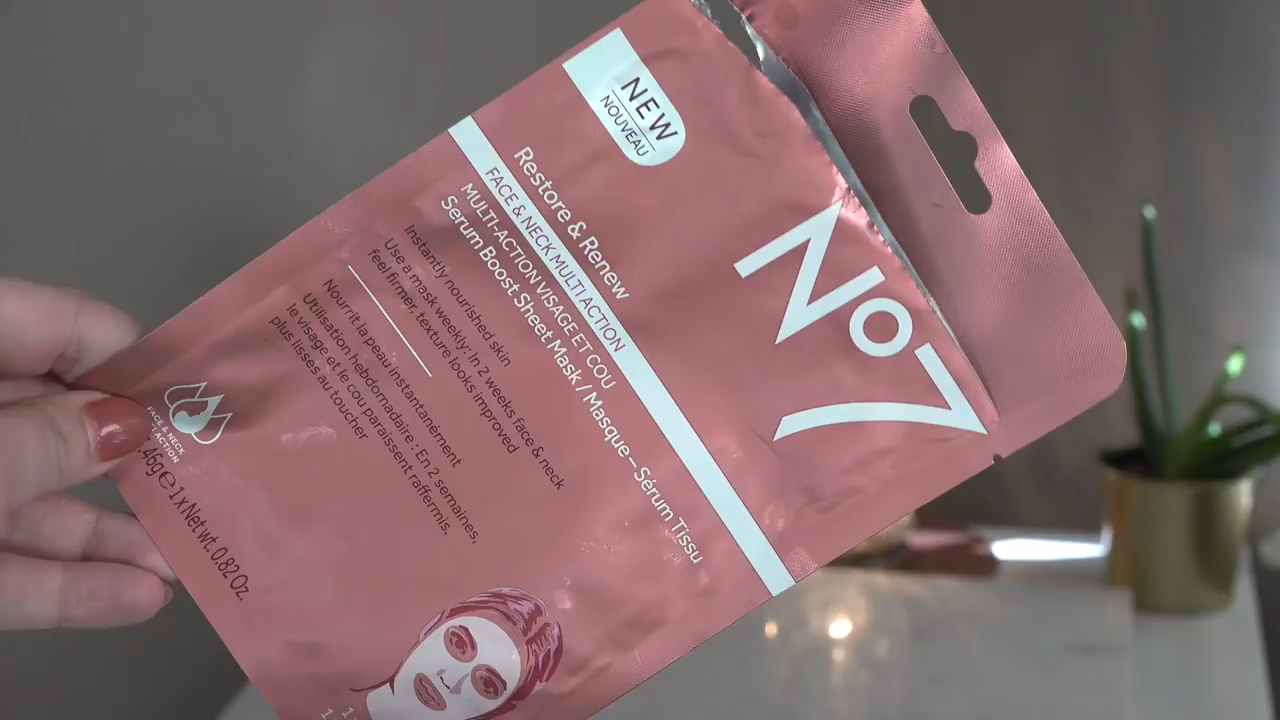 No7
NEW
NOUVEAU
Restore & Renew
FACE & NECK MULTI ACTION
MULTI-ACTION VISAGE ET COU
Serum Boost Sheet Mask / Masque – Sérum Tissu
Instantly nourished skin
Use a mask weekly: In 2 weeks face & neck
feel firmer, texture looks improved
Nourrit la peau instantanément
Utilisation hebdomadaire : En 2 semaines,
le visage et le cou paraissent raffermis,
plus lisses au toucher
FACE & NECK
ACTION
46g ℮ 1 x Net wt. 0.82 Oz.